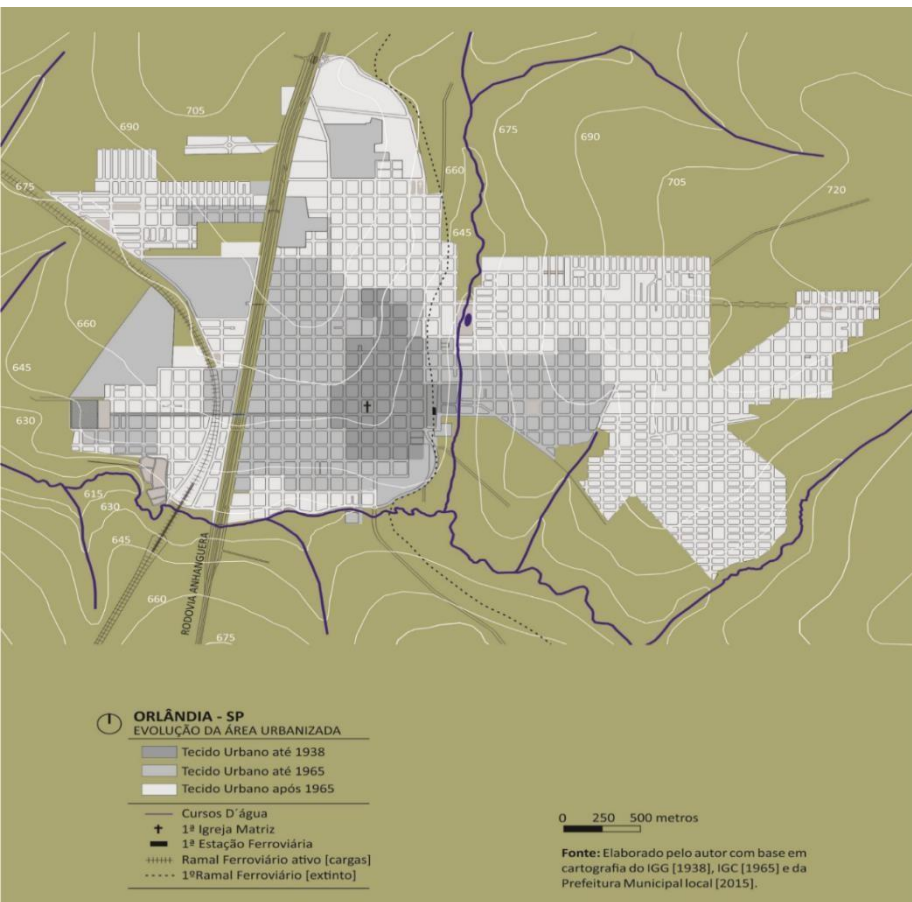 705
690
675
675
690
660
705
720
645
660
645
630
615
630
645
660
675
RODOVIA ANHANGUERA
ORLÂNDIA - SP
EVOLUÇÃO DA ÁREA URBANIZADA
Tecido Urbano até 1938
Tecido Urbano até 1965
Tecido Urbano após 1965
Cursos D´água
1ª Igreja Matriz
1ª Estação Ferroviária
Ramal Ferroviário ativo [cargas]
1ºRamal Ferroviário [extinto]
0 250 500 metros
Fonte: Elaborado pelo autor com base em
cartografia do IGG [1938], IGC [1965] e da
Prefeitura Municipal local [2015].